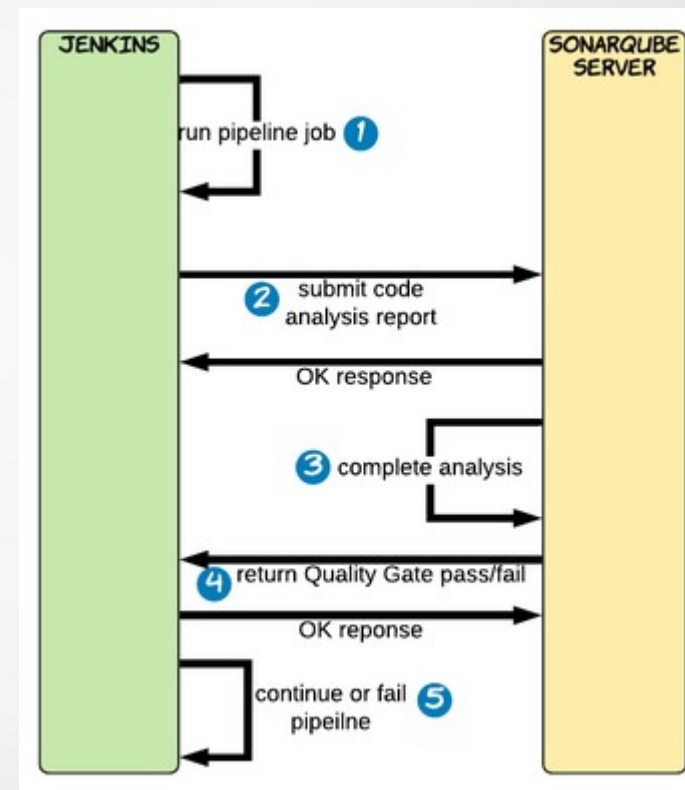 JENKINS
SONARQUBE
SERVER
run pipeline job 1
2 submit code
analysis report
OK response
3 complete analysis
4 return Quality Gate pass/fail
OK reponse
continue or fail 5
pipeilne